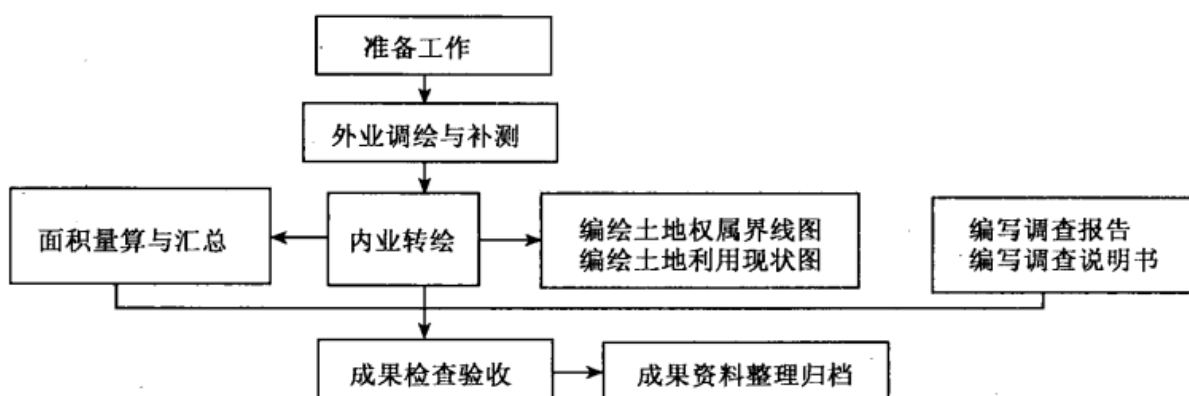 准备工作
外业调绘与补测
面积量算与汇总
内业转绘
编绘土地权属界线图
编绘土地利用现状图
编写调查报告
编写调查说明书
成果检查验收
成果资料整理归档